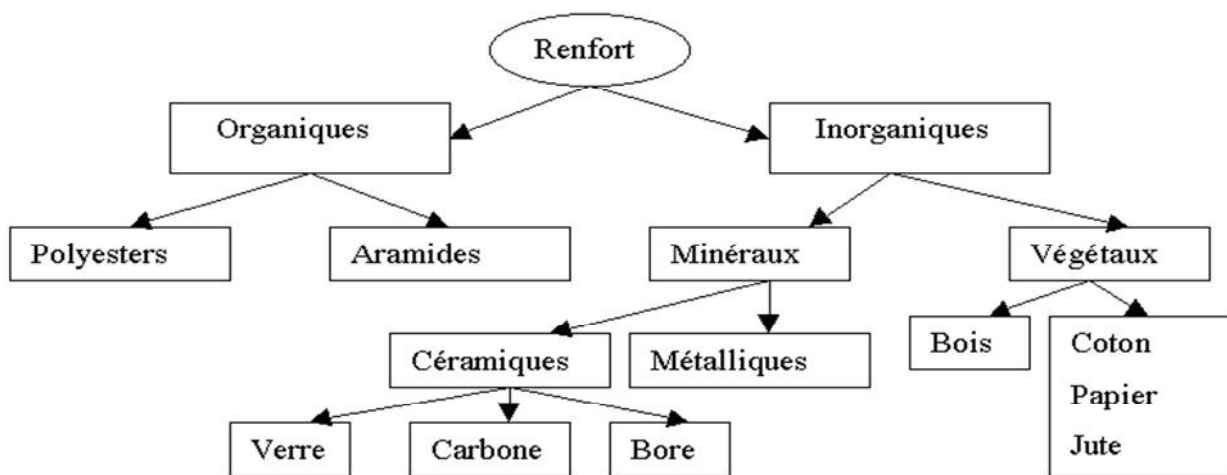 Renfort
Organiques
Inorganiques
Polyesters
Aramides
Minéraux
Végétaux
Céramiques
Métalliques
Bois
Coton
Papier
Jute
Verre
Carbone
Bore